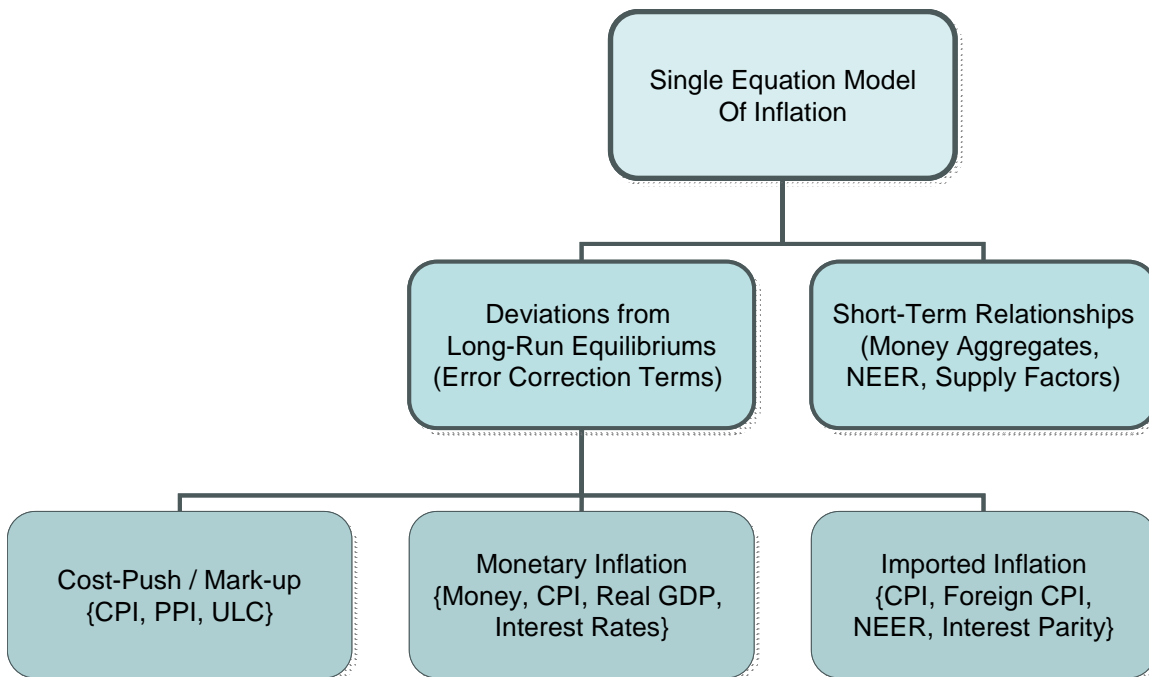 Single Equation Model
Of Inflation
Deviations from
Long-Run Equilibriums
(Error Correction Terms)
Short-Term Relationships
(Money Aggregates,
NEER, Supply Factors)
Cost-Push / Mark-up
{CPI, PPI, ULC}
Monetary Inflation
{Money, CPI, Real GDP,
Interest Rates}
Imported Inflation
{CPI, Foreign CPI,
NEER, Interest Parity}